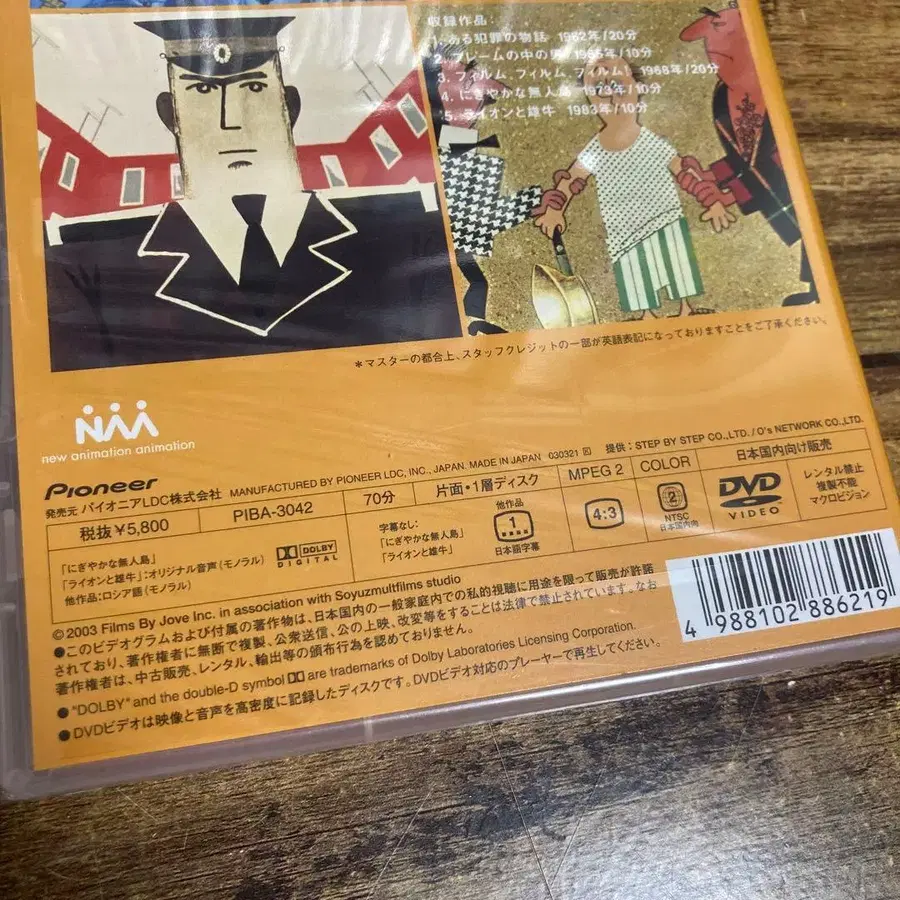 収録作品:
1. ある犯罪の物語 1962年/20分
2. フレームの中の男 1966年/10分
3. フィルム、フィルム、フィルム! 1968年/20分
4. にぎやかな無人島 1973年/10分
5. ライオンと雄牛 1983年/10分
*マスターの都合上、スタッフクレジットの一部が英語表記になっておりますことをご了承ください。
new animation animation
Pioneer
発売元 パイオニアLDC株式会社 MANUFACTURED BY PIONEER LDC, INC., JAPAN. MADE IN JAPAN 030321 図 提供:STEP BY STEP CO.,LTD. / O's NETWORK CO.,LTD.
税抜 ¥5,800 PIBA-3042 70分 片面・1層ディスク MPEG 2 COLOR 日本国内向け販売
「にぎやかな無人島」
「ライオンと雄牛」:オリジナル音声(モノラル)
他作品:ロシア語(モノラル)
DOLBY
DIGITAL
字幕なし:
「にぎやかな無人島」
「ライオンと雄牛」
他作品
1
日本語字幕
4:3
2
NTSC
日本国内向
DVD
VIDEO
レンタル禁止
複製不能
マクロビジョン
©2003 Films By Jove Inc. in association with Soyuzmultfilms studio
●このビデオグラムおよび付属の著作物は、日本国内の一般家庭内での私的視聴に用途を限って販売が許諾
されており、著作権者に無断で複製、公衆送信、公の上映、改変等をすることは法律で禁止されています。なお
著作権者は、中古販売、レンタル、輸出等の頒布行為を認めておりません。
● "DOLBY" and the double-D symbol are trademarks of Dolby Laboratories Licensing Corporation.
● DVDビデオは映像と音声を高密度に記録したディスクです。DVDビデオ対応のプレーヤーで再生してください。
4 988102 886219